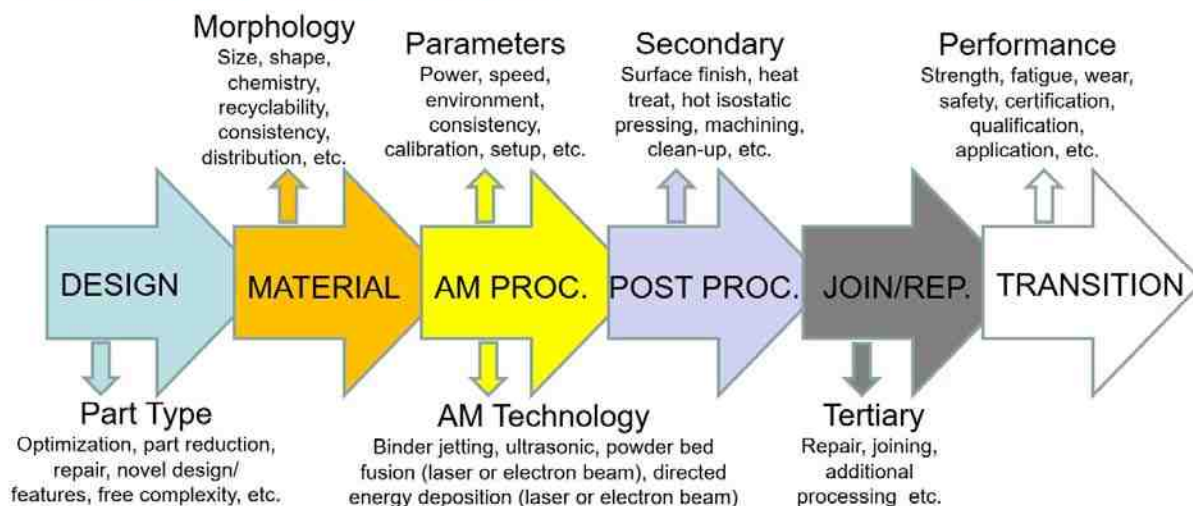 Morphology
Size, shape,
chemistry,
recyclability,
consistency,
distribution, etc.
Parameters
Power, speed,
environment,
consistency,
calibration, setup, etc.
Secondary
Surface finish, heat
treat, hot isostatic
pressing, machining,
clean-up, etc.
Performance
Strength, fatigue, wear,
safety, certification,
qualification,
application, etc.
DESIGN
MATERIAL
AM PROC.
POST PROC.
JOIN/REP.
TRANSITION
Part Type
Optimization, part reduction,
repair, novel design/
features, free complexity, etc.
AM Technology
Binder jetting, ultrasonic, powder bed
fusion (laser or electron beam), directed
energy deposition (laser or electron beam)
Tertiary
Repair, joining,
additional
processing etc.